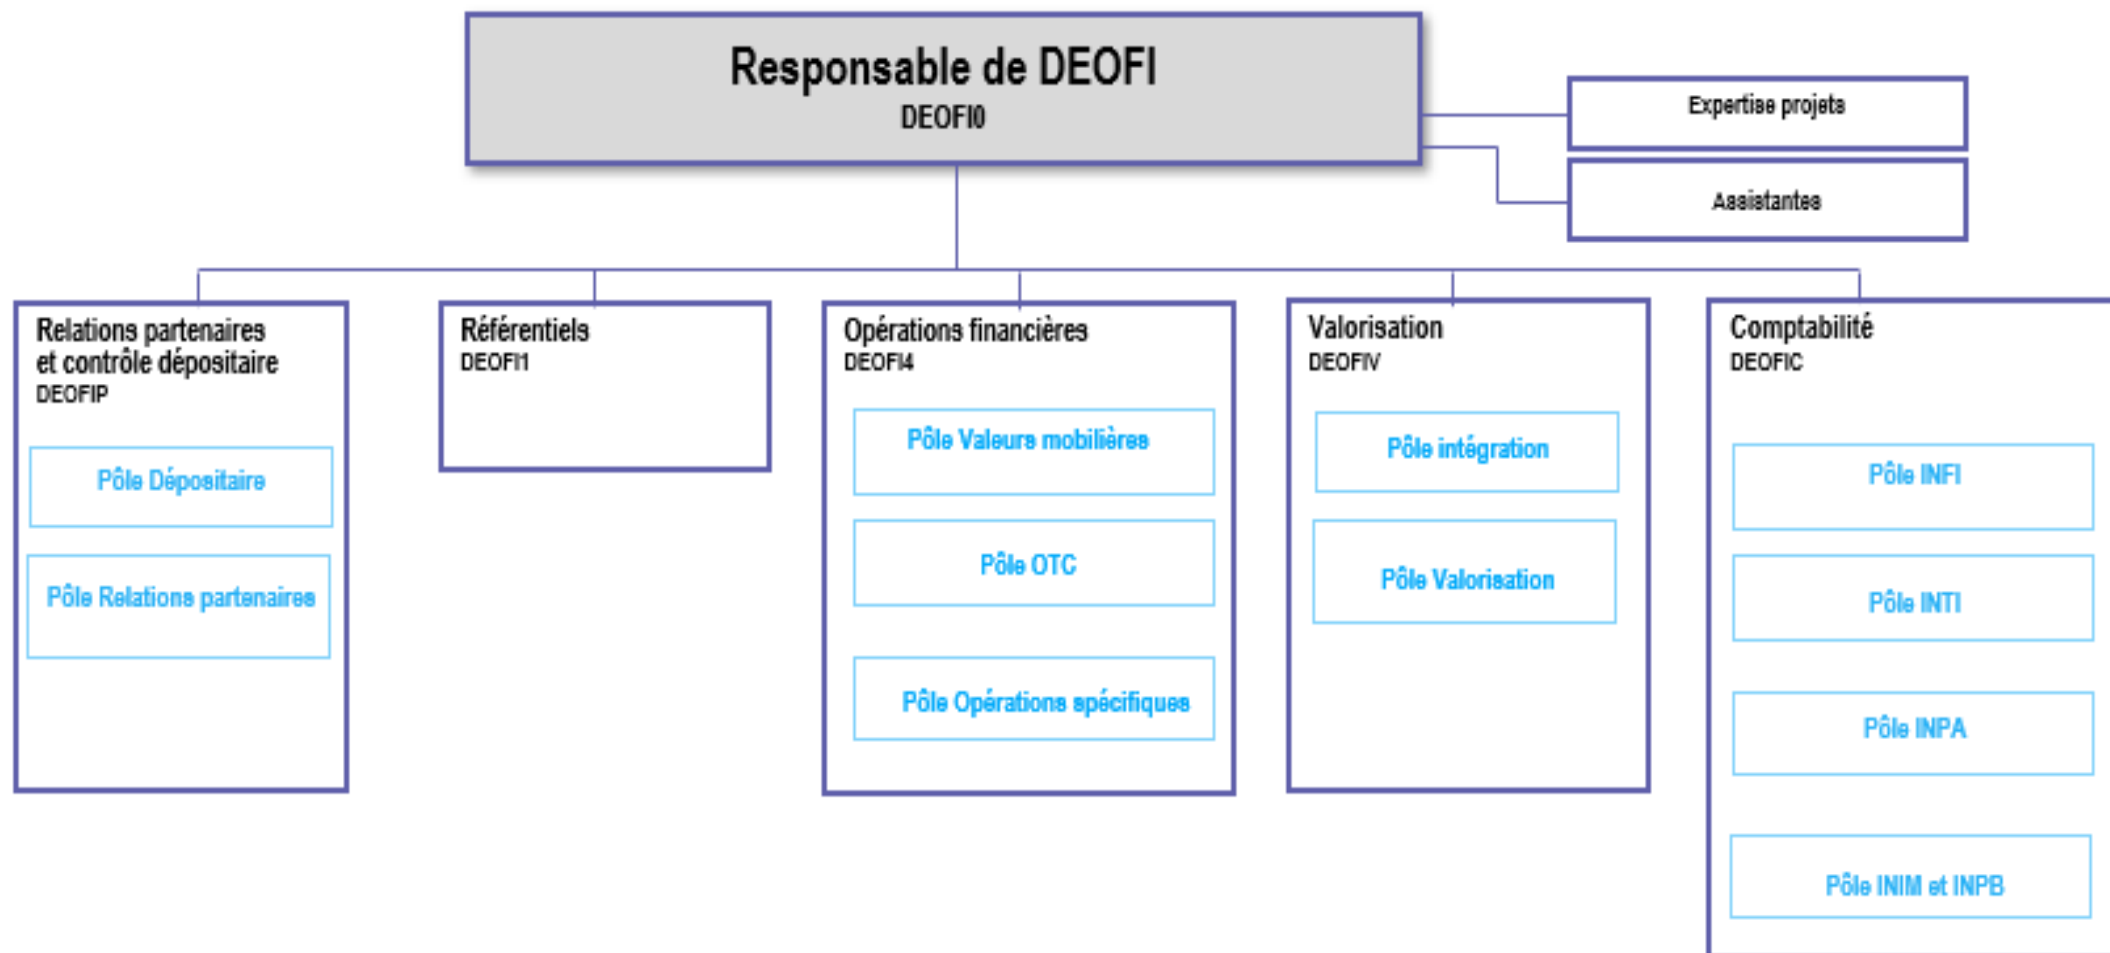 Responsable de DEOFI
DEOFI0
Expertise projets
Assistantes
Relations partenaires
et contrôle dépositaire
DEOFIP
Pôle Dépositaire
Pôle Relations partenaires
Référentiels
DEOFI1
Opérations financières
DEOFI4
Pôle Valeurs mobilières
Pôle OTC
Pôle Opérations spécifiques
Valorisation
DEOFIV
Pôle intégration
Pôle Valorisation
Comptabilité
DEOFIC
Pôle INFI
Pôle INTI
Pôle INPA
Pôle INIM et INPB